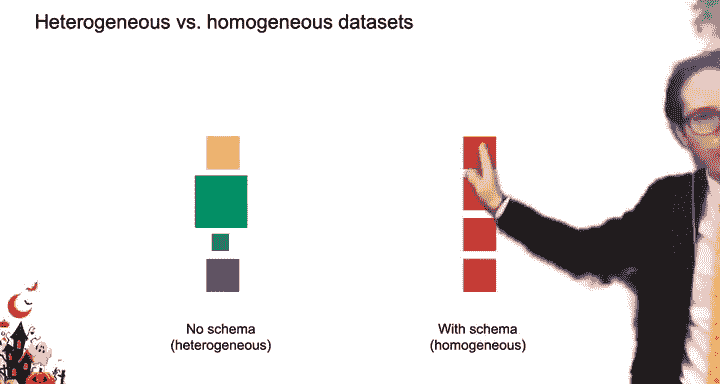 Heterogeneous vs. homogeneous datasets
No schema
(heterogeneous)
With schema
(homogeneous)